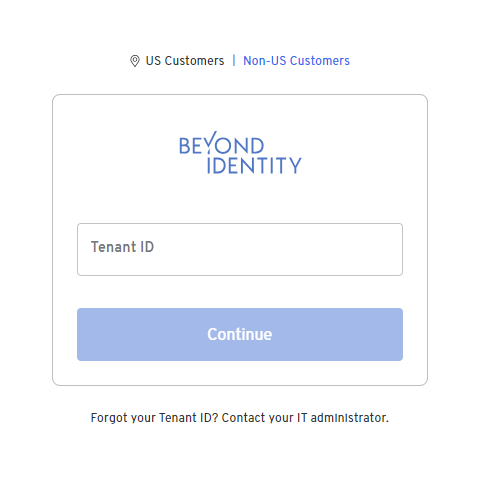 US Customers | Non-US Customers
BEYOND
IDENTITY
Tenant ID
Continue
Forgot your Tenant ID? Contact your IT administrator.